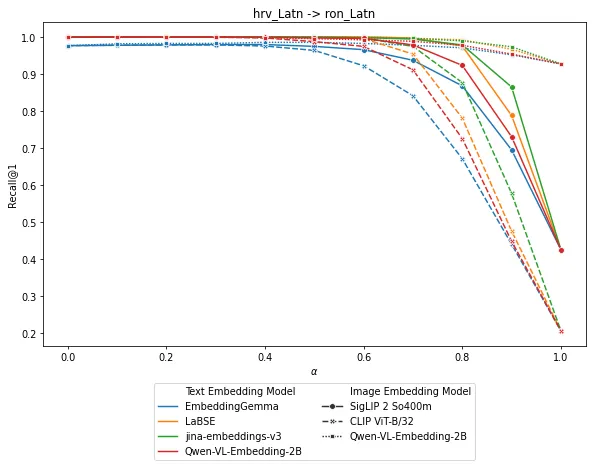 hrv_Latn -> ron_Latn
Recall@1
1.0
0.9
0.8
0.7
0.6
0.5
0.4
0.3
0.2
0.0 0.2 0.4 0.6 0.8 1.0
α
Text Embedding Model Image Embedding Model
EmbeddingGemma SigLIP 2 So400m
LaBSE CLIP ViT-B/32
jina-embeddings-v3 Qwen-VL-Embedding-2B
Qwen-VL-Embedding-2B